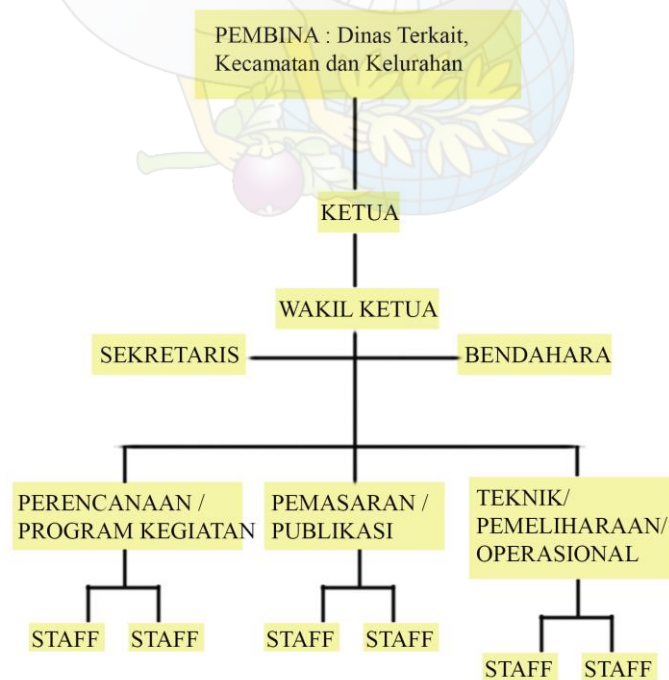 PEMBINA : Dinas Terkait,
Kecamatan dan Kelurahan
KETUA
WAKIL KETUA
SEKRETARIS
BENDAHARA
PERENCANAAN /
PROGRAM KEGIATAN
PEMASARAN /
PUBLIKASI
TEKNIK/
PEMELIHARAAN/
OPERASIONAL
STAFF STAFF
STAFF STAFF
STAFF STAFF